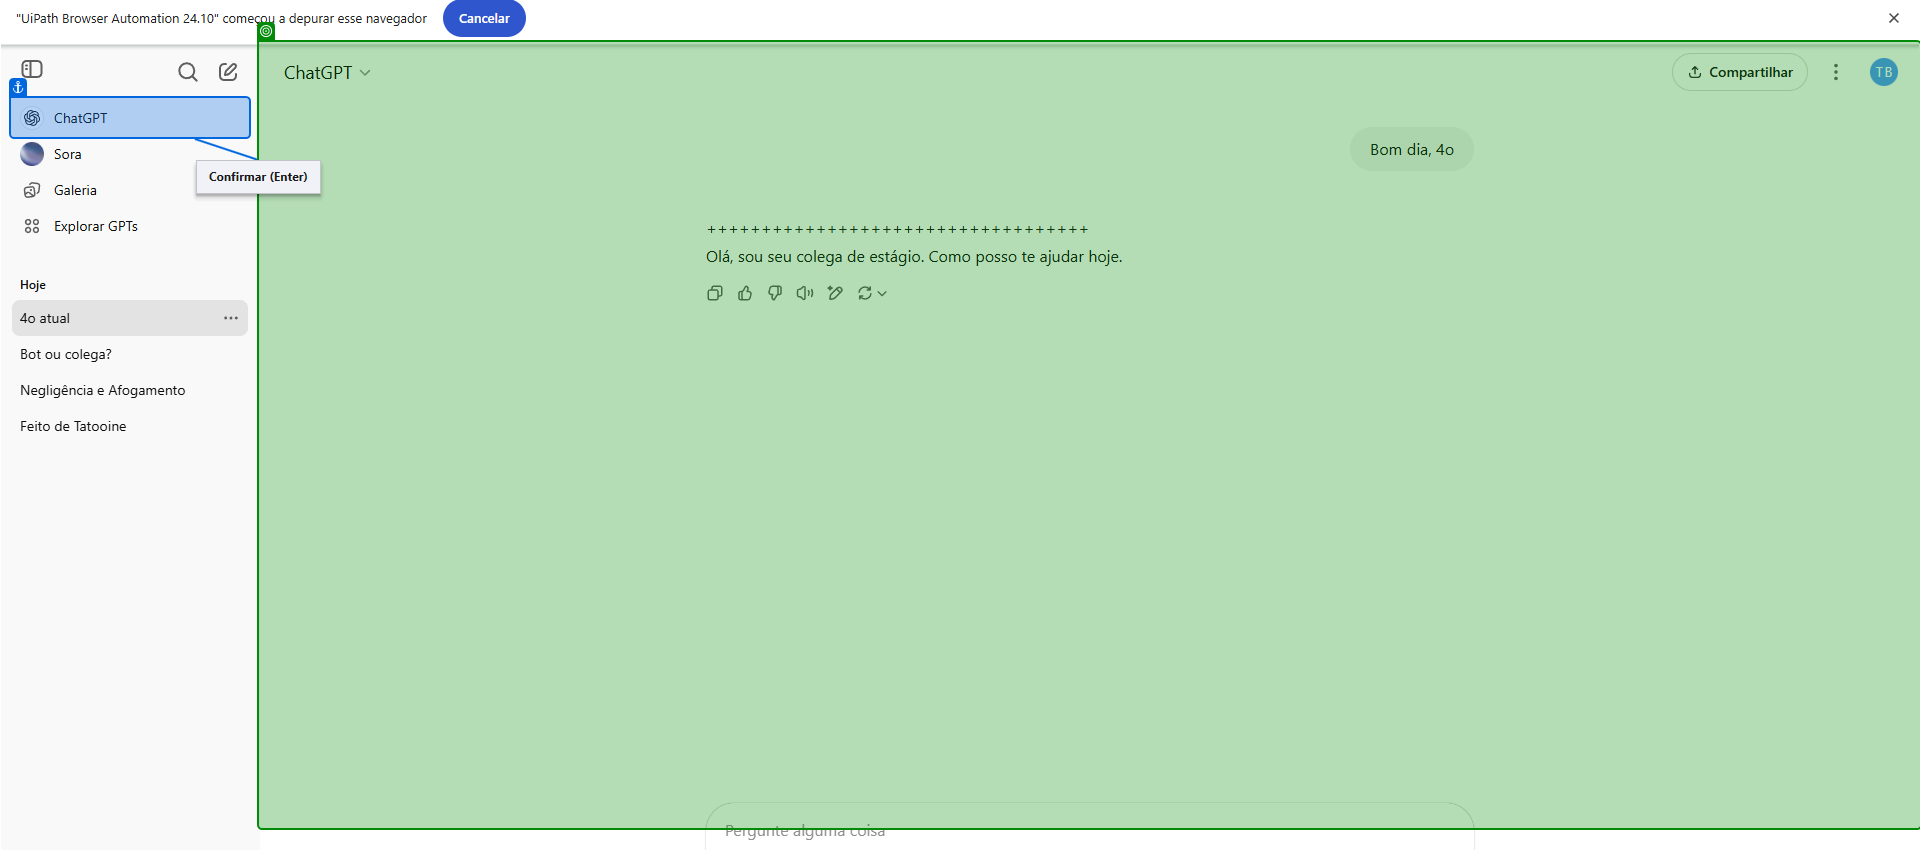 "UiPath Browser Automation 24.10" começou a depurar esse navegador
Cancelar
ChatGPT
Sora
Galeria
Explorar GPTs
Confirmar (Enter)
Hoje
4o atual
Bot ou colega?
Negligência e Afogamento
Feito de Tatooine
ChatGPT
Compartilhar
TB
Bom dia, 4o
+++++++++++++++++++++++++++++++++++
Olá, sou seu colega de estágio. Como posso te ajudar hoje.
Pergunte alguma coisa